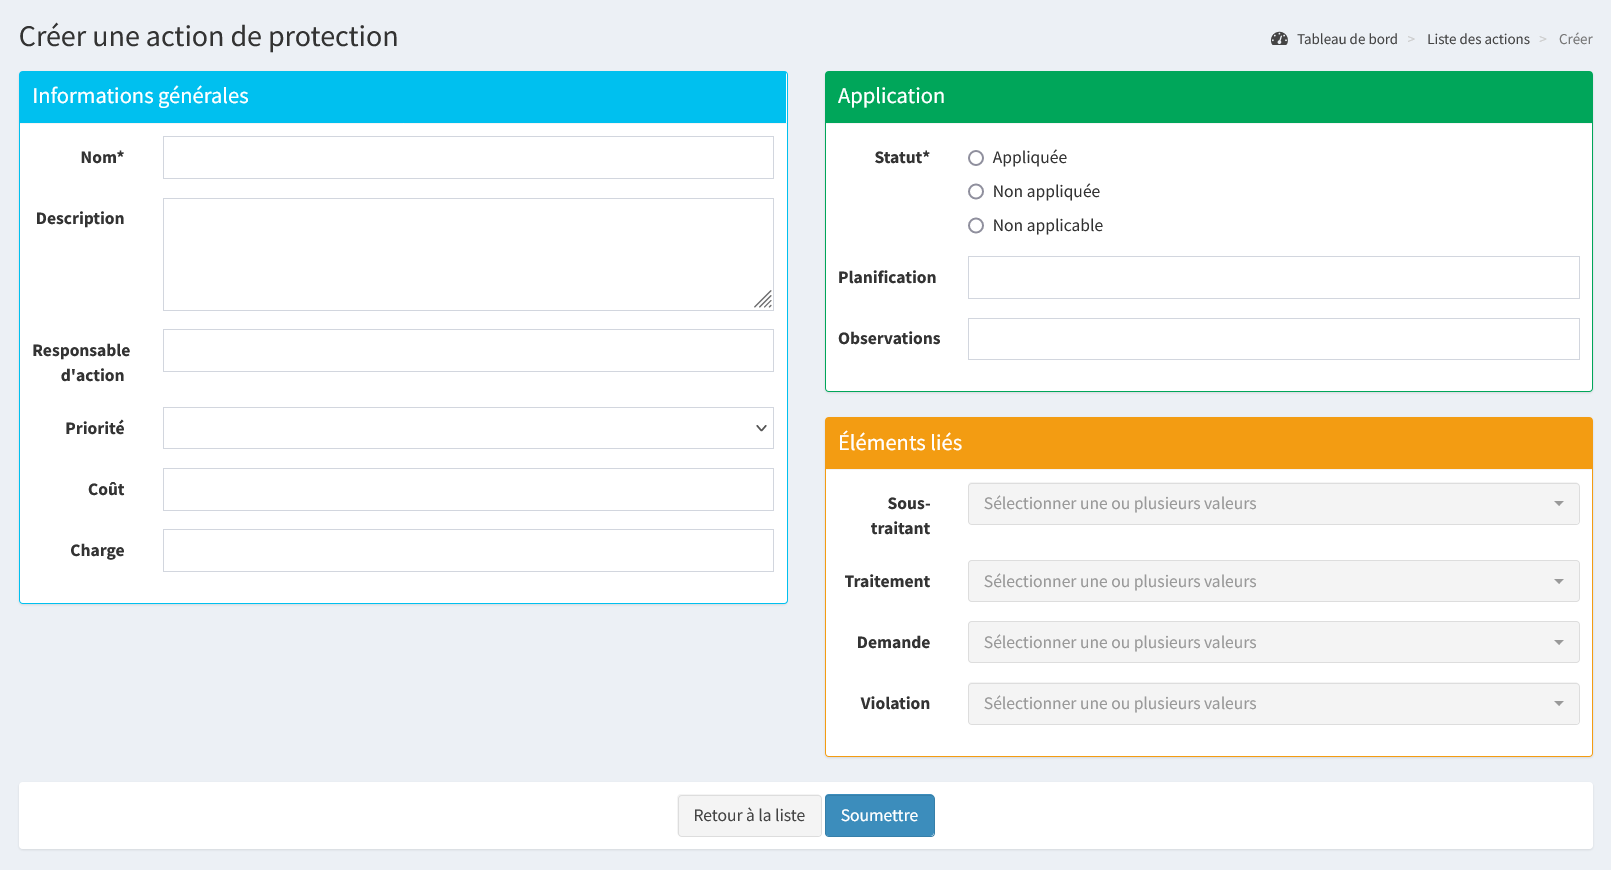 Créer une action de protection
Tableau de bord > Liste des actions > Créer
Informations générales
Nom*
Description
Responsable
d'action
Priorité
Coût
Charge
Application
Statut*
Appliquée
Non appliquée
Non applicable
Planification
Observations
Éléments liés
Sous-
traitant
Sélectionner une ou plusieurs valeurs
Traitement
Sélectionner une ou plusieurs valeurs
Demande
Sélectionner une ou plusieurs valeurs
Violation
Sélectionner une ou plusieurs valeurs
Retour à la liste
Soumettre